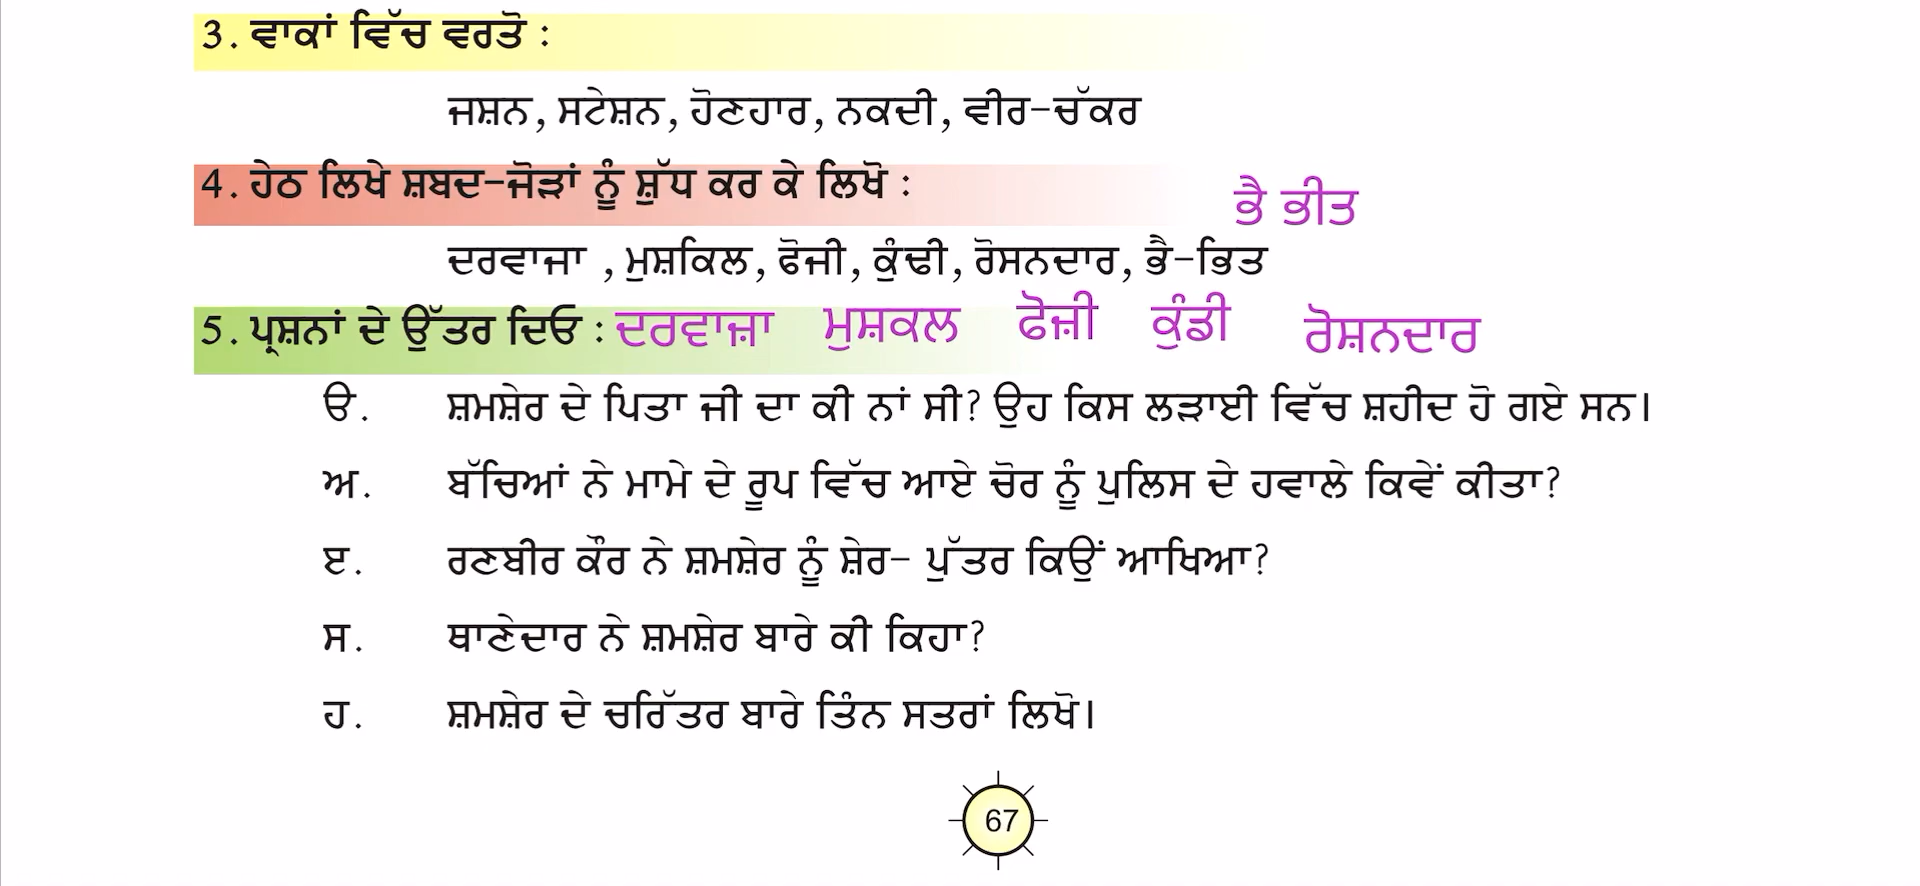 3. ਵਾਕਾਂ ਵਿੱਚ ਵਰਤੋ :
ਜਸ਼ਨ, ਸਟੇਸ਼ਨ, ਹੋਣਹਾਰ, ਨਕਦੀ, ਵੀਰ-ਚੱਕਰ
4. ਹੇਠ ਲਿਖੇ ਸ਼ਬਦ-ਜੋੜਾਂ ਨੂੰ ਸ਼ੁੱਧ ਕਰ ਕੇ ਲਿਖੋ :
ਭੈ ਭੀਤ
ਦਰਵਾਜਾ , ਮੁਸ਼ਕਿਲ, ਫੋਜੀ, ਕੁੰਢੀ, ਰੋਸਨਦਾਰ, ਭੈ-ਭਿਤ
5. ਪ੍ਰਸ਼ਨਾਂ ਦੇ ਉੱਤਰ ਦਿਓ : ਦਰਵਾਜ਼ਾ ਮੁਸ਼ਕਲ ਫੋਜ਼ੀ ਕੁੰਡੀ ਰੋਸ਼ਨਦਾਰ
ੳ. ਸ਼ਮਸ਼ੇਰ ਦੇ ਪਿਤਾ ਜੀ ਦਾ ਕੀ ਨਾਂ ਸੀ? ਉਹ ਕਿਸ ਲੜਾਈ ਵਿੱਚ ਸ਼ਹੀਦ ਹੋ ਗਏ ਸਨ।
ਅ. ਬੱਚਿਆਂ ਨੇ ਮਾਮੇ ਦੇ ਰੂਪ ਵਿੱਚ ਆਏ ਚੋਰ ਨੂੰ ਪੁਲਿਸ ਦੇ ਹਵਾਲੇ ਕਿਵੇਂ ਕੀਤਾ?
ੲ. ਰਣਬੀਰ ਕੌਰ ਨੇ ਸ਼ਮਸ਼ੇਰ ਨੂੰ ਸ਼ੇਰ- ਪੁੱਤਰ ਕਿਉਂ ਆਖਿਆ?
ਸ. ਥਾਣੇਦਾਰ ਨੇ ਸ਼ਮਸ਼ੇਰ ਬਾਰੇ ਕੀ ਕਿਹਾ?
ਹ. ਸ਼ਮਸ਼ੇਰ ਦੇ ਚਰਿੱਤਰ ਬਾਰੇ ਤਿੰਨ ਸਤਰਾਂ ਲਿਖੋ।
67